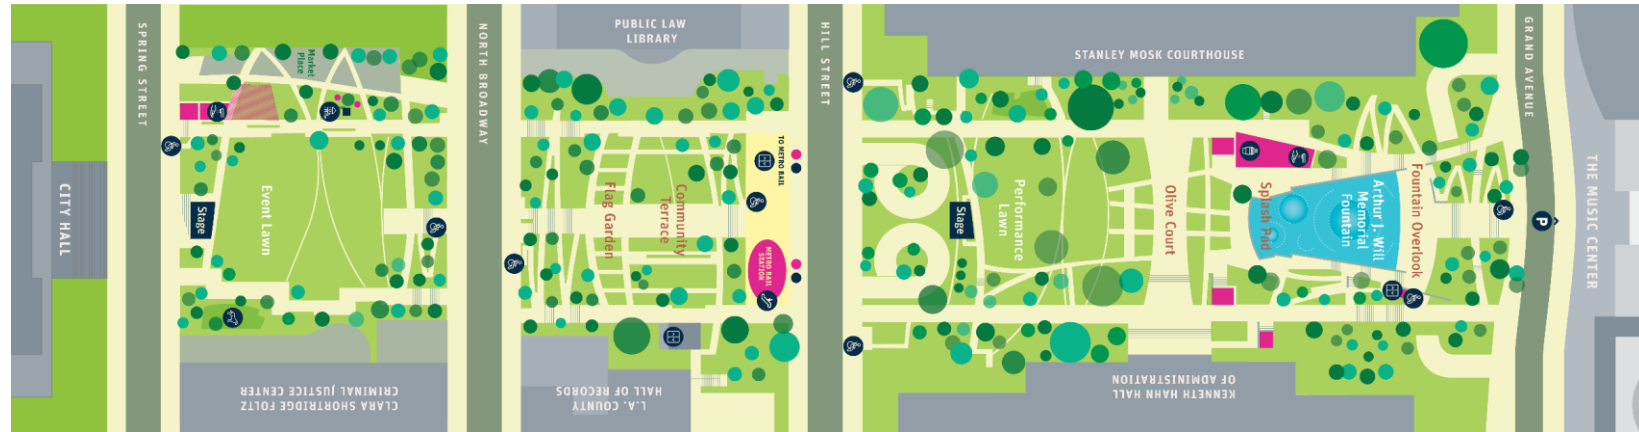 CITY HALL
SPRING STREET
Market
Place
Event Lawn
Stage
CLARA SHORTRIDGE FOLTZ
CRIMINAL JUSTICE CENTER
NORTH BROADWAY
PUBLIC LAW
LIBRARY
Flag Garden
Community
Terrace
TO METRO RAIL
METRO RAIL
STATION
L.A. COUNTY
HALL OF RECORDS
HILL STREET
STANLEY MOSK COURTHOUSE
Stage
Performance
Lawn
Olive Court
Splash Pad
Arthur J. Will
Memorial
Fountain
Fountain Overlook
KENNETH HAHN HALL
OF ADMINISTRATION
GRAND AVENUE
P
THE MUSIC CENTER